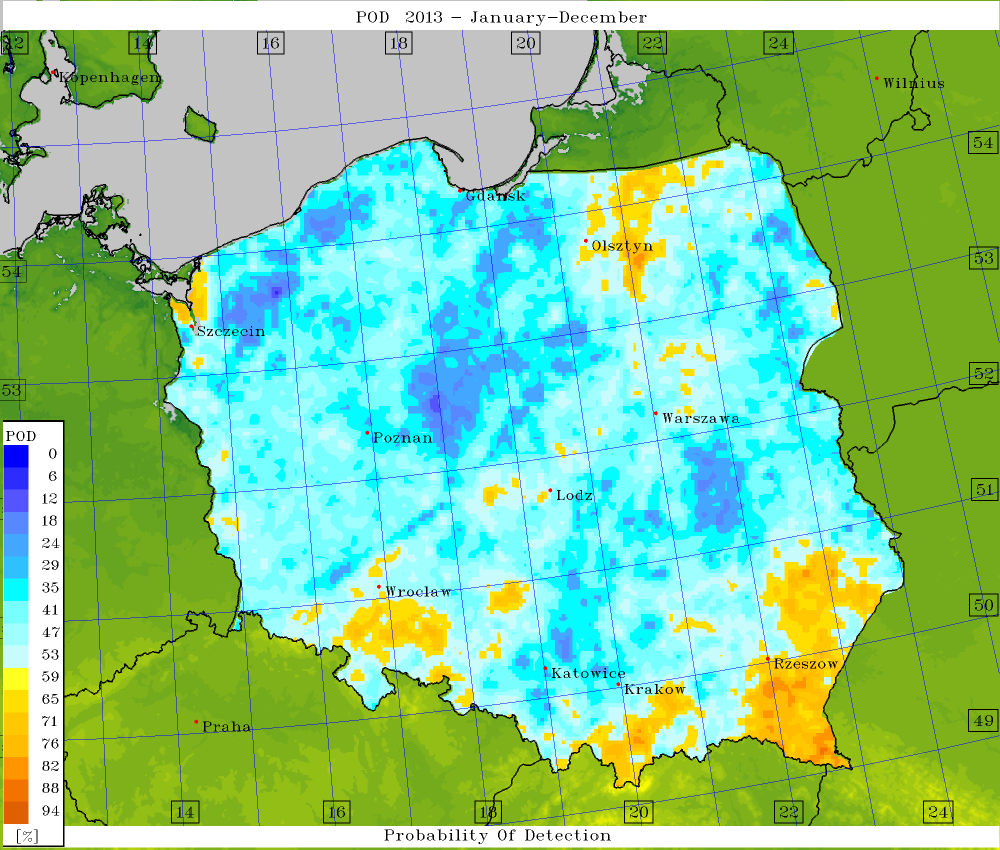 POD 2013 - January-December
12 14 16 18 20 22 24
Kopenhagen
Wilnius
54
Gdansk
Olsztyn
53
54
Szczecin
52
53
Warszawa
Poznan
POD
0
6
12
18
24
29
35
41
47
53
59
65
71
76
82
88
94
[%]
51
Lodz
Wroclaw
50
Rzeszow
Katowice
Krakow
Praha
49
14 16 18 20 22 24
Probability Of Detection